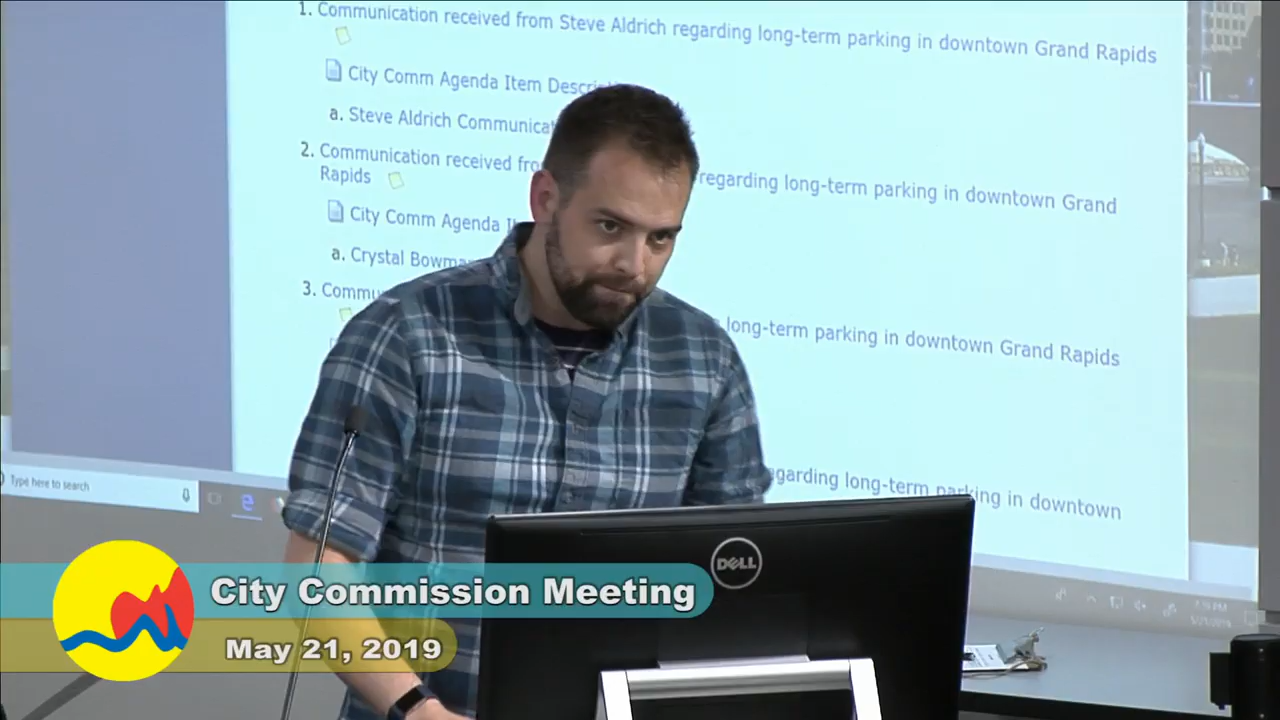 1. Communication received from Steve Aldrich regarding long-term parking in downtown Grand Rapids
City Comm Agenda Item Descri
a. Steve Aldrich Communicat
2. Communication received fro
regarding long-term parking in downtown Grand
Rapids
City Comm Agenda It
a. Crystal Bowma
3. Commu
long-term parking in downtown Grand Rapids
egarding long-term parking in downtown
Type here to search
DELL
City Commission Meeting
May 21, 2019